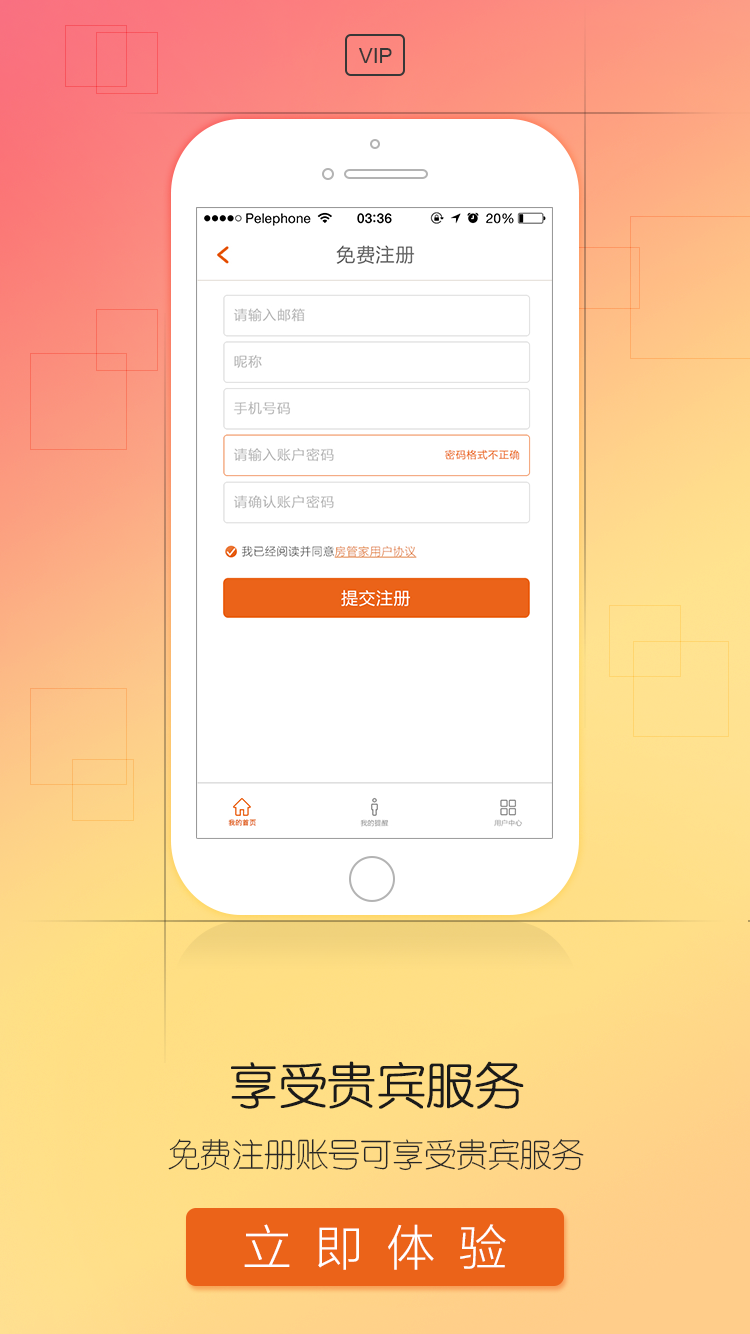 VIP
Pelephone 03:36 20%
免费注册
请输入邮箱
昵称
手机号码
请输入账户密码 密码格式不正确
请确认账户密码
我已经阅读并同意房管家用户协议
提交注册
我的首页 我的提醒 用户中心
享受贵宾服务
免费注册账号可享受贵宾服务
立即体验